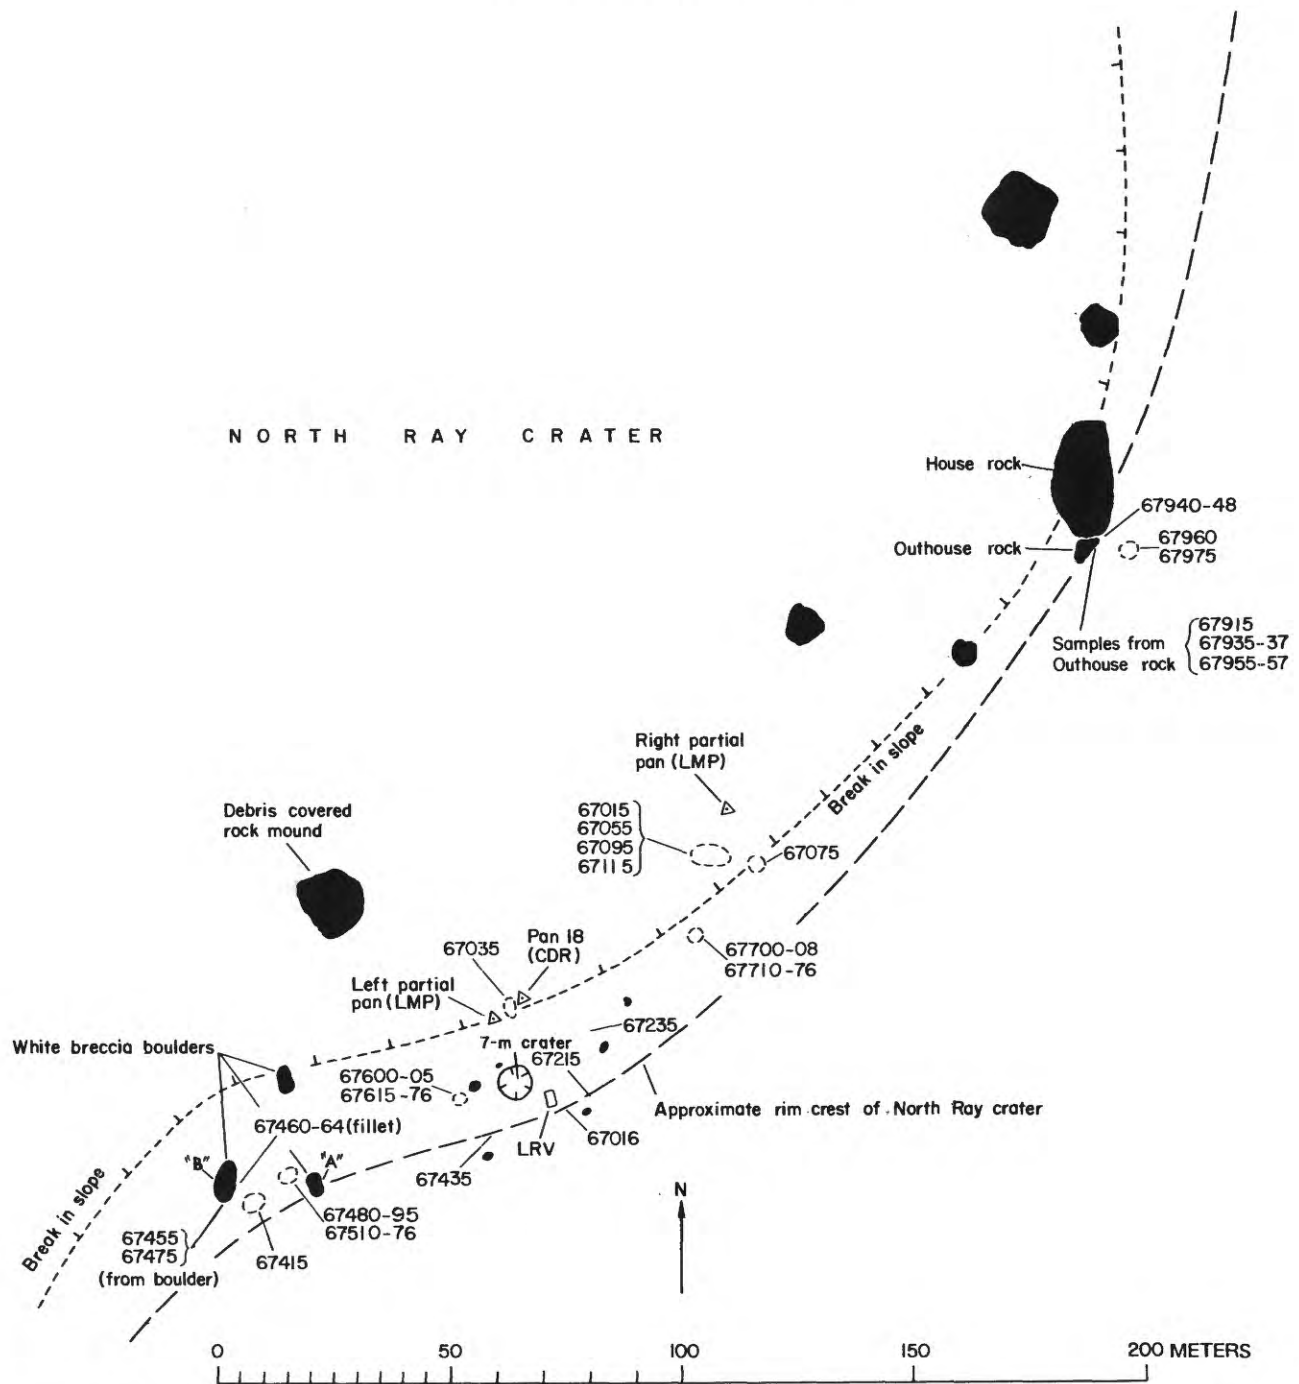 NORTH RAY CRATER
House rock
67940-48
Outhouse rock
67960
67975
Samples from
Outhouse rock
67915
67935-37
67955-57
Right partial
pan (LMP)
Break in slope
Debris covered
rock mound
67015
67055
67095
67115
67075
67035
Pan 18
(CDR)
67700-08
67710-76
Left partial
pan (LMP)
67235
White breccia boulders
7-m crater
67215
67600-05
67615-76
Approximate rim crest of North Ray crater
67460-64 (fillet)
67016
LRV
"B"
"A"
67435
N
67480-95
67510-76
67455
67475
(from boulder)
67415
Break in slope
0 50 100 150 200 METERS